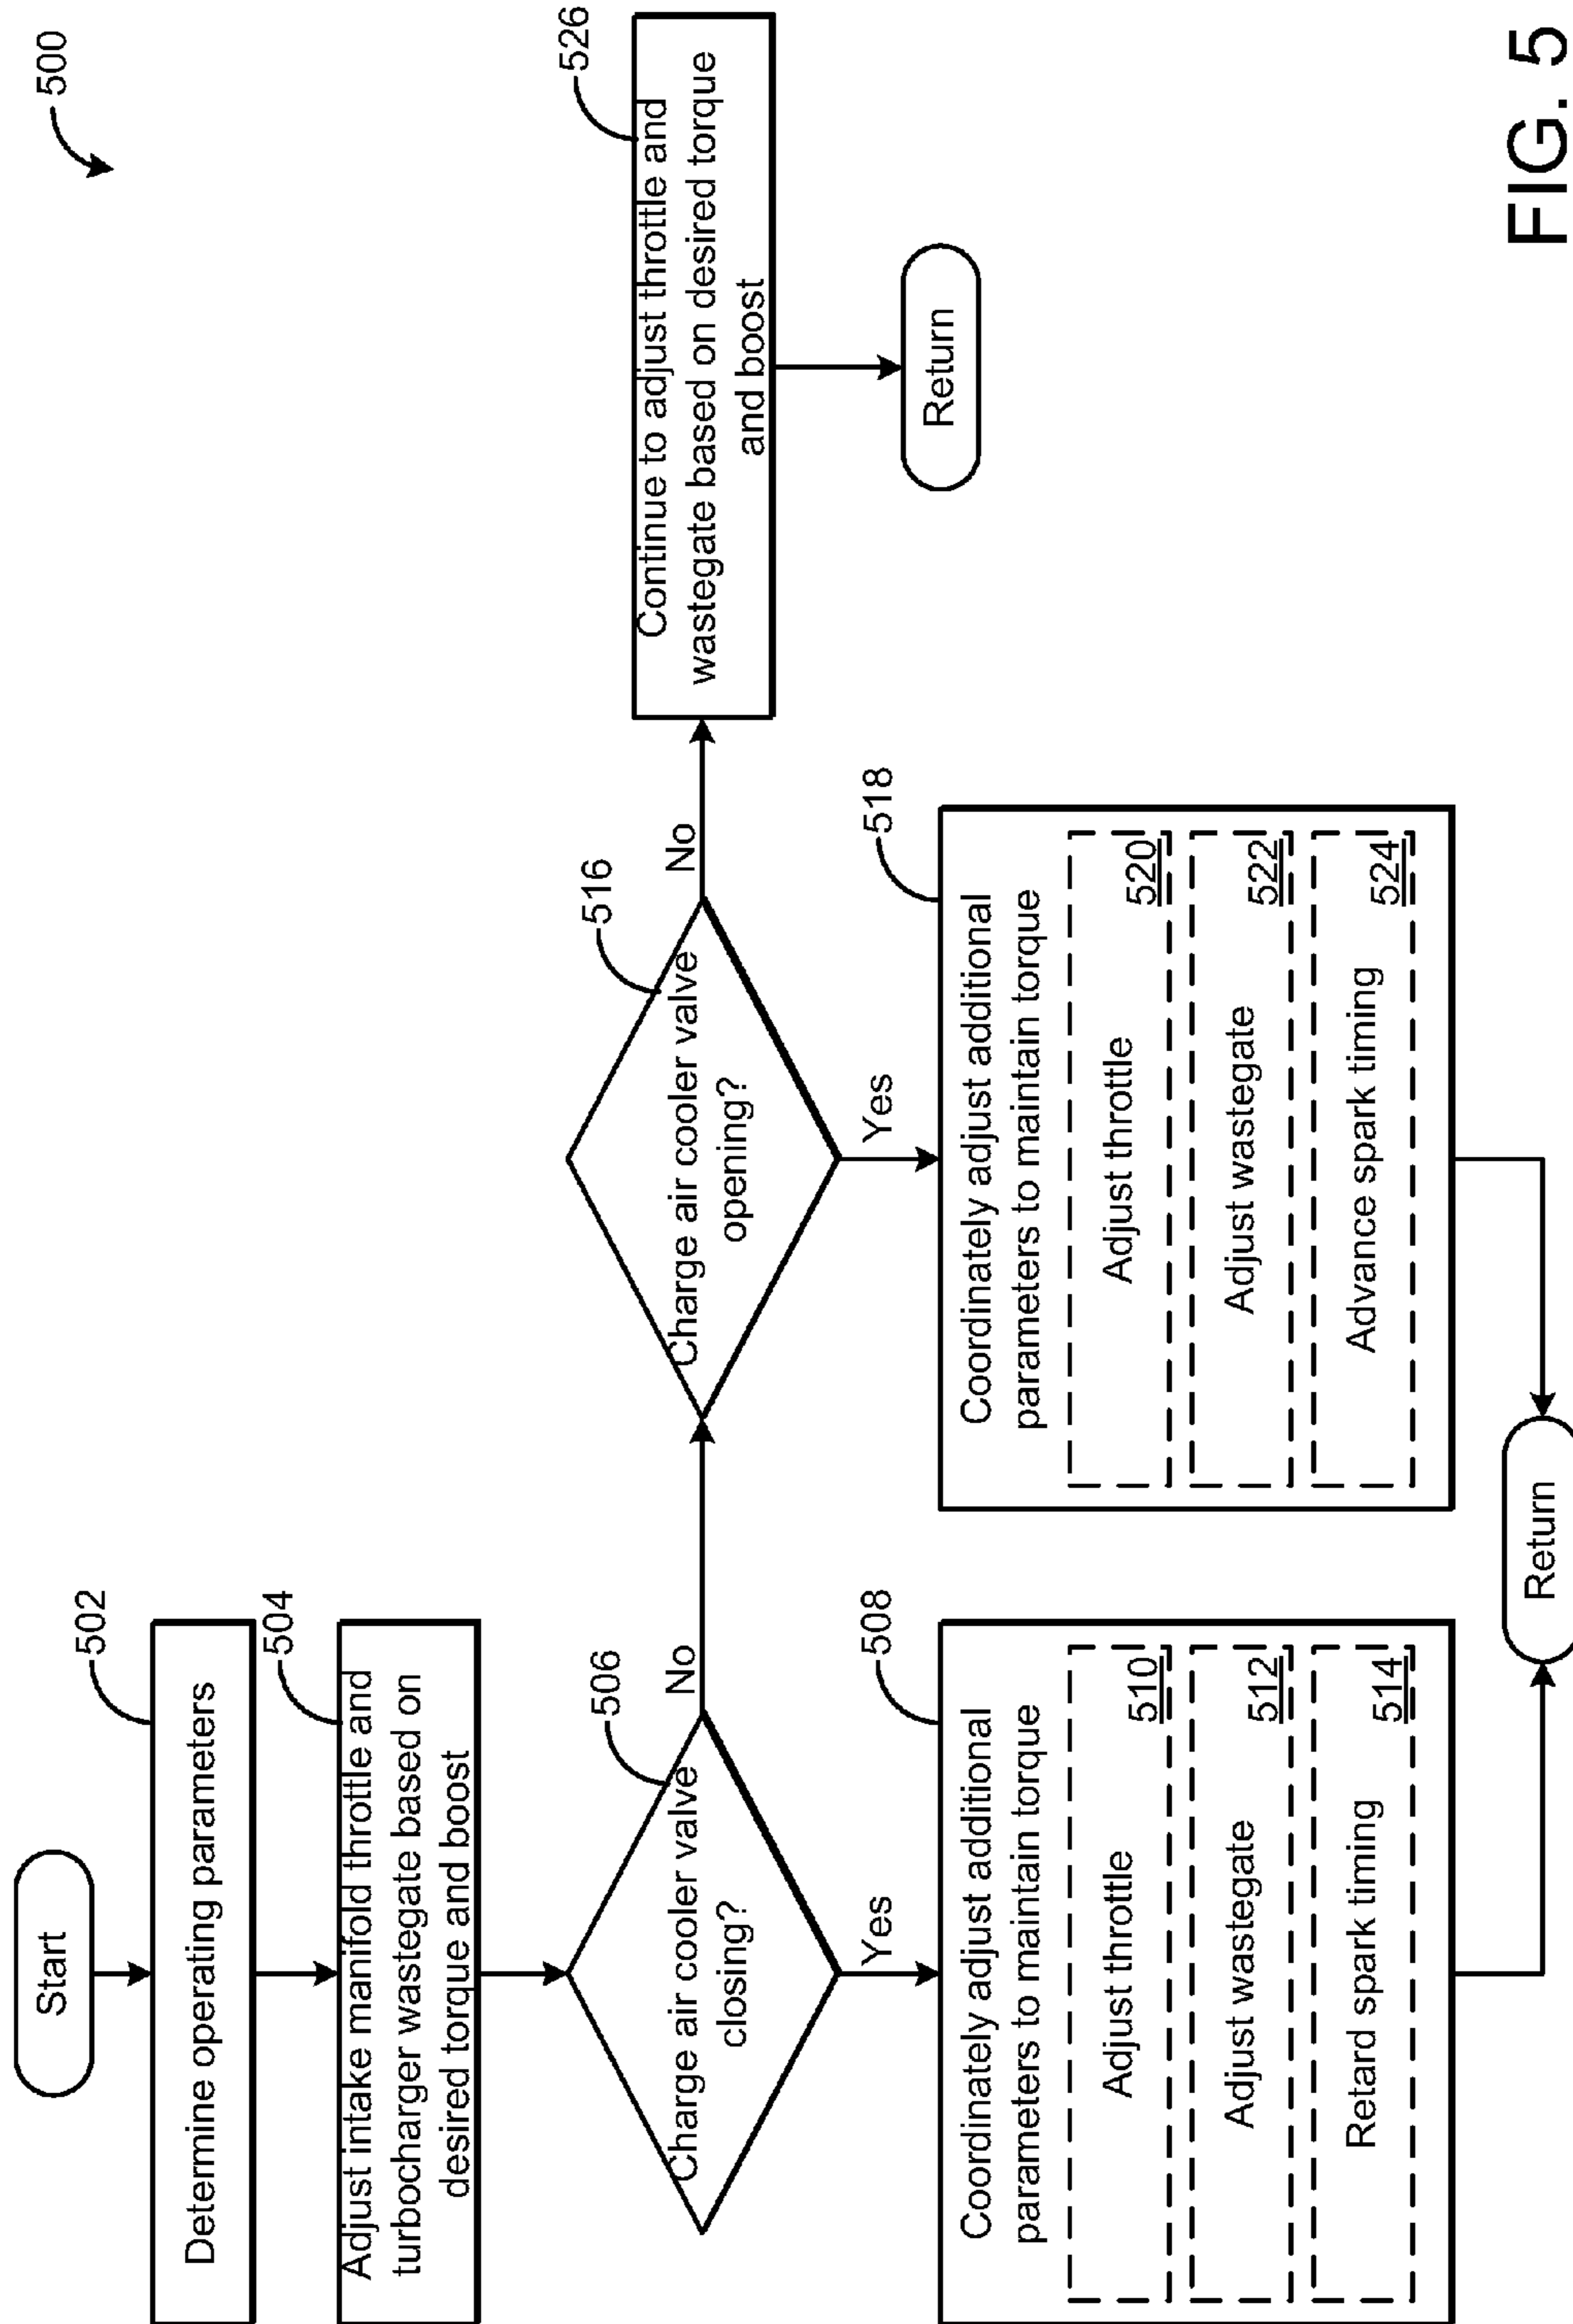 500
Start
502
Determine operating parameters
504
Adjust intake manifold throttle and
turbocharger wastegate based on
desired torque and boost
506
Charge air cooler valve
closing?
No
Yes
508
Coordinately adjust additional
parameters to maintain torque
Adjust throttle
510
Adjust wastegate
512
Retard spark timing
514
516
Charge air cooler valve
opening?
No
Yes
518
Coordinately adjust additional
parameters to maintain torque
Adjust throttle
520
Adjust wastegate
522
Advance spark timing
524
Return
526
Continue to adjust throttle and
wastegate based on desired torque
and boost
Return
FIG. 5